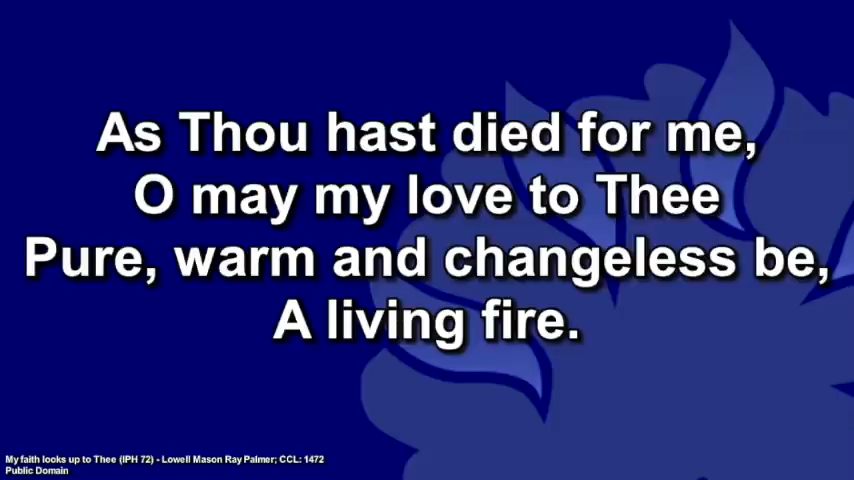 As Thou hast died for me,
O may my love to Thee
Pure, warm and changeless be,
A living fire.
My faith looks up to Thee (IPH 72) - Lowell Mason Ray Palmer; CCL: 1472
Public Domain